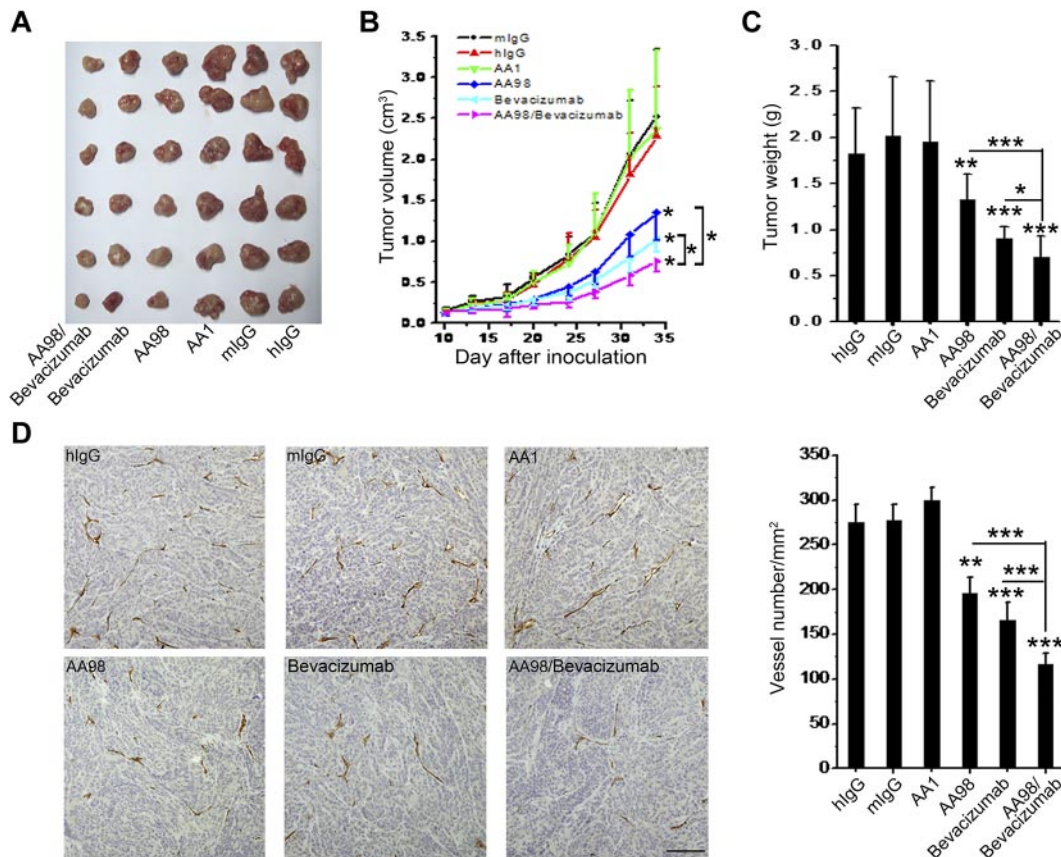 A
AA98/
Bevacizumab
Bevacizumab
AA98
AA1
mIgG
hIgG
B
Tumor volume (cm³)
3.5
3.0
2.5
2.0
1.5
1.0
0.5
0.0
mIgG
hIgG
AA1
AA98
Bevacizumab
AA98/Bevacizumab
*
*
*
*
*
10 15 20 25 30 35
Day after inoculation
C
Tumor weight (g)
3.0
2.5
2.0
1.5
1.0
0.5
0.0
***
**
*
***
***
hIgG
mIgG
AA1
AA98
Bevacizumab
AA98/
Bevacizumab
D
hIgG
mIgG
AA1
AA98
Bevacizumab
AA98/Bevacizumab
Vessel number/mm²
350
300
250
200
150
100
50
0
***
**
***
***
***
hIgG
mIgG
AA1
AA98
Bevacizumab
AA98/
Bevacizumab